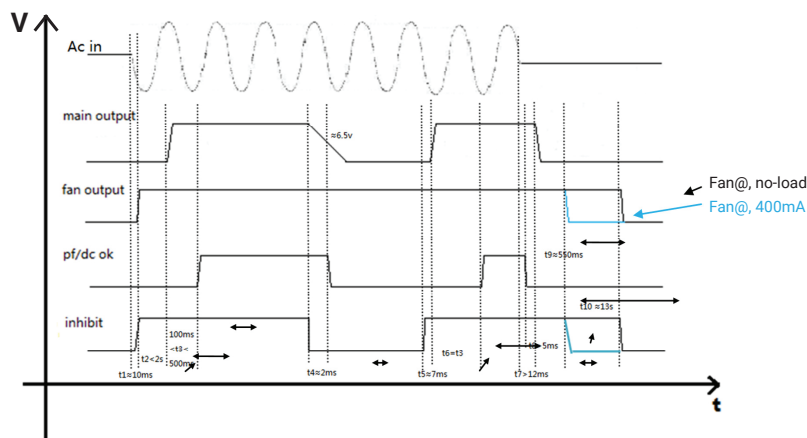 V
Ac in
main output
≈6.5v
fan output
Fan@, no-load
Fan@, 400mA
pf/dc ok
t9≈550ms
t10 ≈13s
inhibit
100ms
<t3<
500ms
t2<2s
t6=t3
5ms
t1≈10ms
t4≈2ms
t5≈7ms
t7>12ms
t